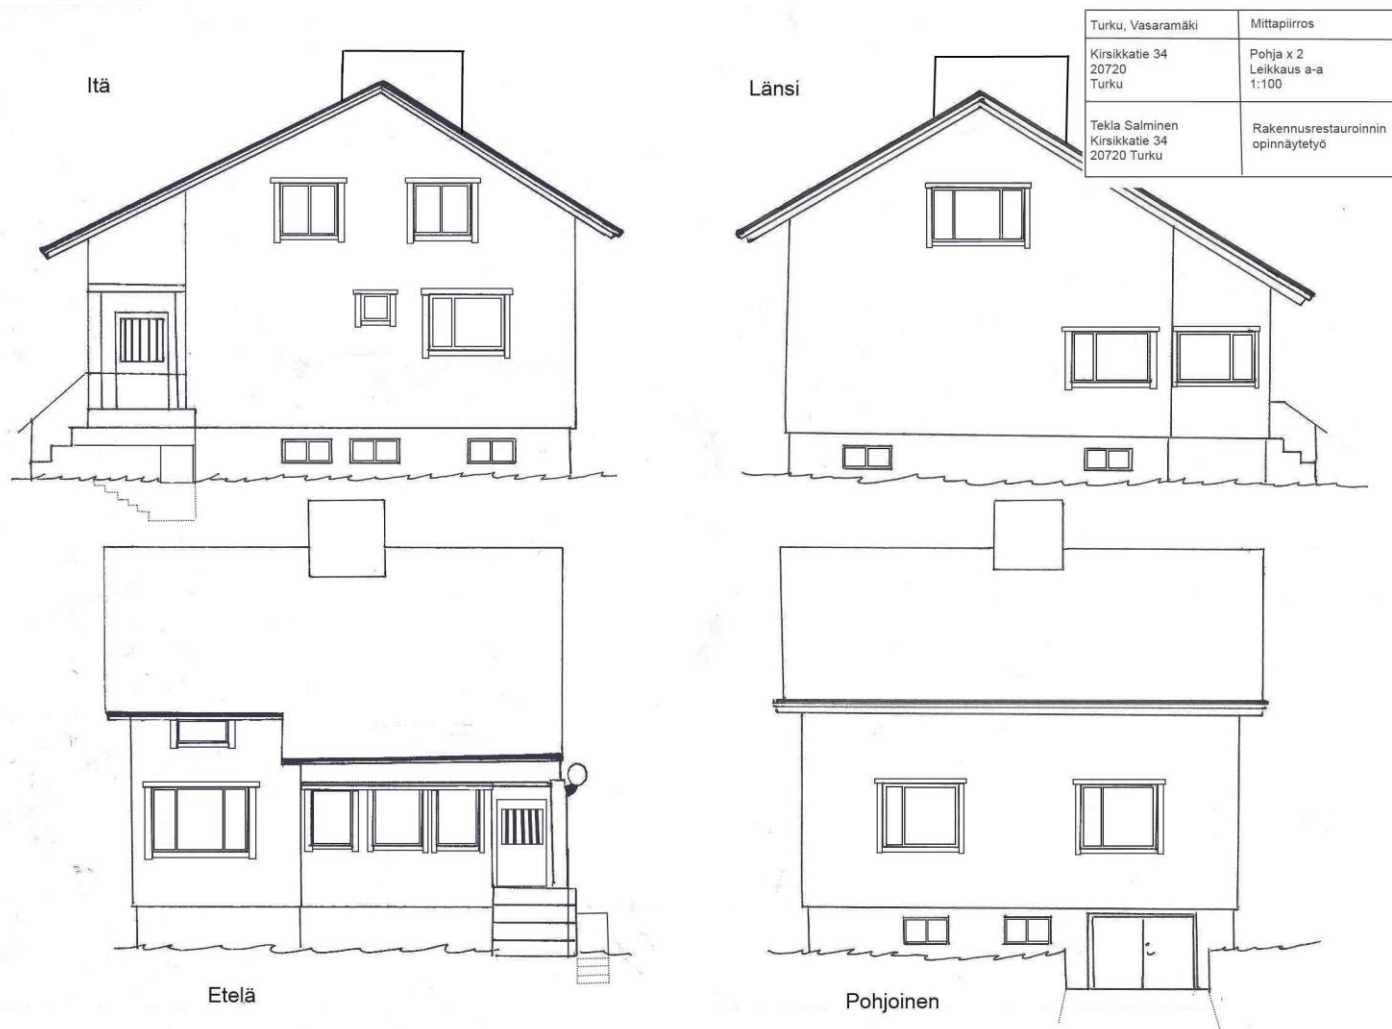 Itä
Länsi
Turku, Vasaramäki
Mittapiirros
Kirsikkatie 34
20720
Turku
Pohja x 2
Leikkaus a-a
1:100
Tekla Salminen
Kirsikkatie 34
20720 Turku
Rakennusrestauroinnin
opinnäytetyö
Etelä
Pohjoinen